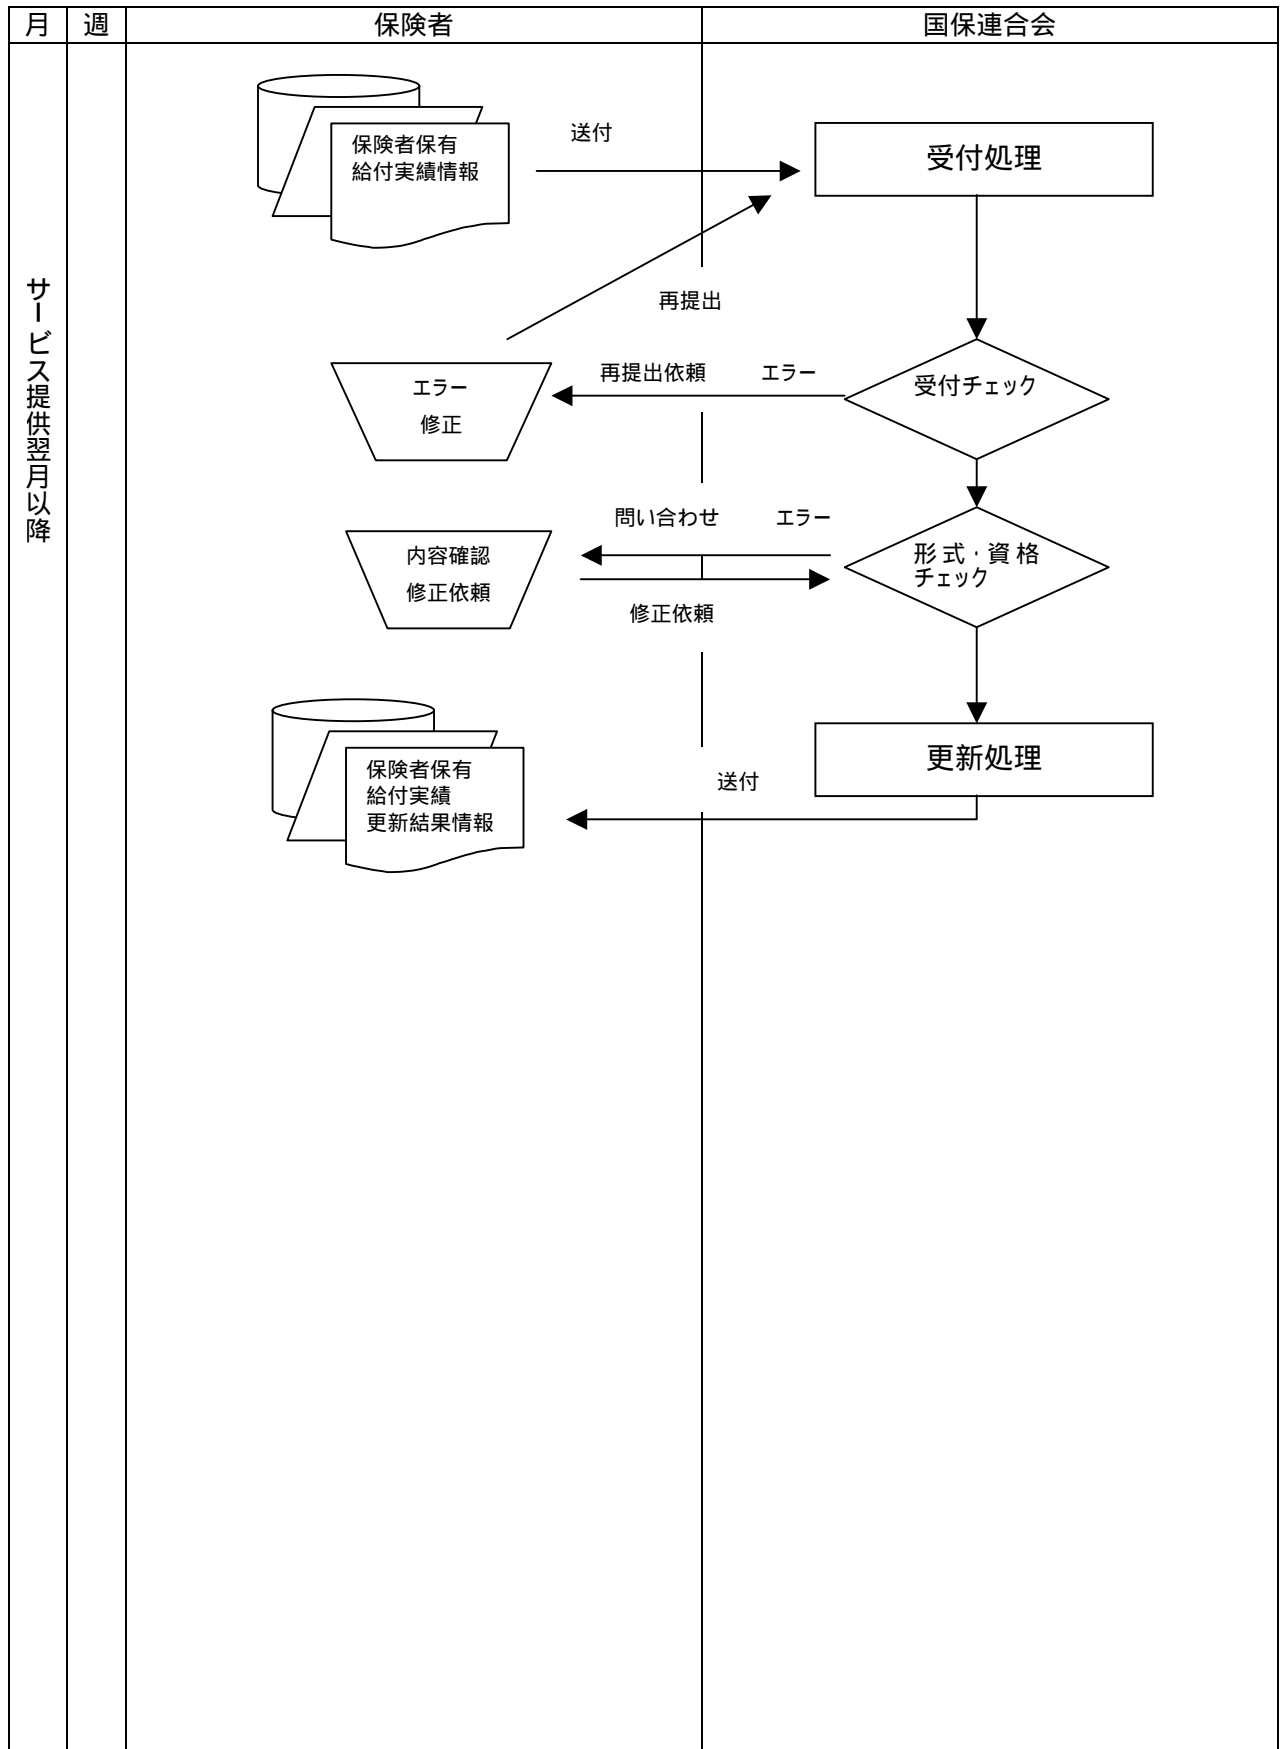 月
週
保険者
国保連合会
サービス提供翌月以降
保険者保有
給付実績情報
送付
受付処理
再提出
エラー
修正
再提出依頼
エラー
受付チェック
内容確認
修正依頼
問い合わせ
エラー
修正依頼
形式・資格
チェック
保険者保有
給付実績
更新結果情報
送付
更新処理